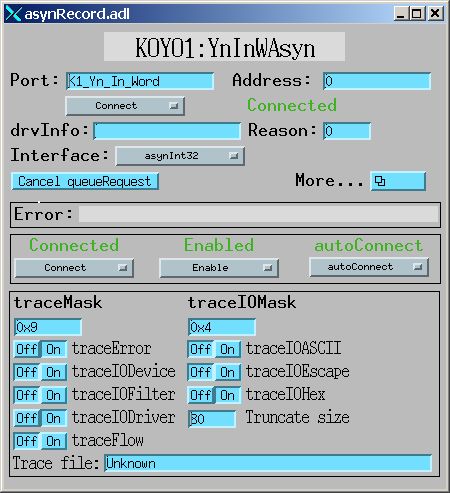 asynRecord.adl
KOYO1:YnInWAsyn
Port: K1_Yn_In_Word Address: 0
Connect Connected
drvInfo: Reason: 0
Interface: asynInt32
Cancel queueRequest More...
Error:
Connected Enabled autoConnect
Connect Enable autoConnect
traceMask traceIOMask
0x9 0x4
Off On traceError Off On traceIOASCII
Off On traceIODevice Off On traceIOEscape
Off On traceIOFilter Off On traceIOHex
Off On traceIODriver 80 Truncate size
Off On traceFlow
Trace file: Unknown